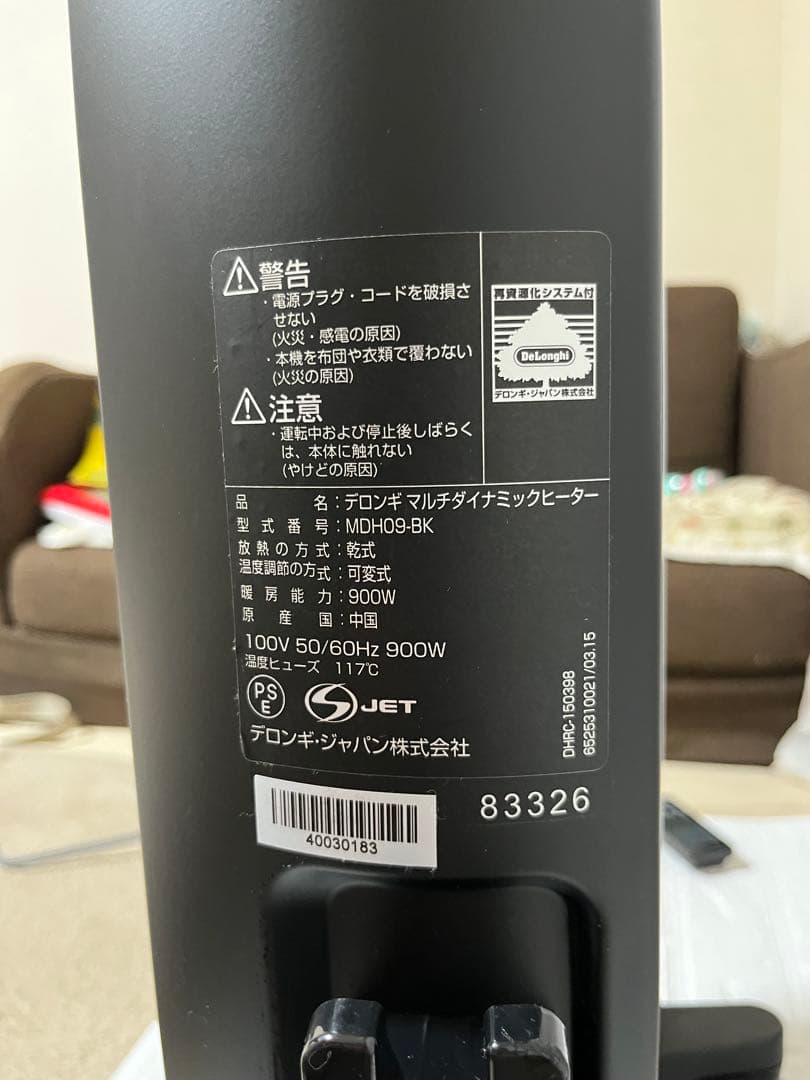 警告
・電源プラグ・コードを破損さ
せない
(火災・感電の原因)
・本機を布団や衣類で覆わない
(火災の原因)
注意
・運転中および停止後しばらく
は、本体に触れない
(やけどの原因)
再資源化システム付
DeLonghi
デロンギ・ジャパン株式会社
品名:デロンギ マルチダイナミックヒーター
型式番号:MDH09-BK
放熱の方式:乾式
温度調節の方式:可変式
暖房能力:900W
原産国:中国
100V 50/60Hz 900W
温度ヒューズ 117℃
PS
E
JET
デロンギ・ジャパン株式会社
DHRC-150398
6525310021/03.15
40030183
83326